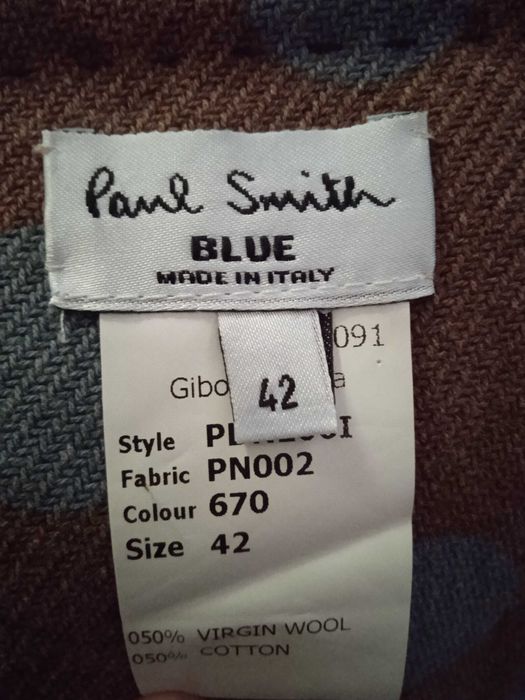 Paul Smith
BLUE
MADE IN ITALY
091
42
Style
Fabric PN002
Colour 670
Size 42
050% VIRGIN WOOL
050% COTTON